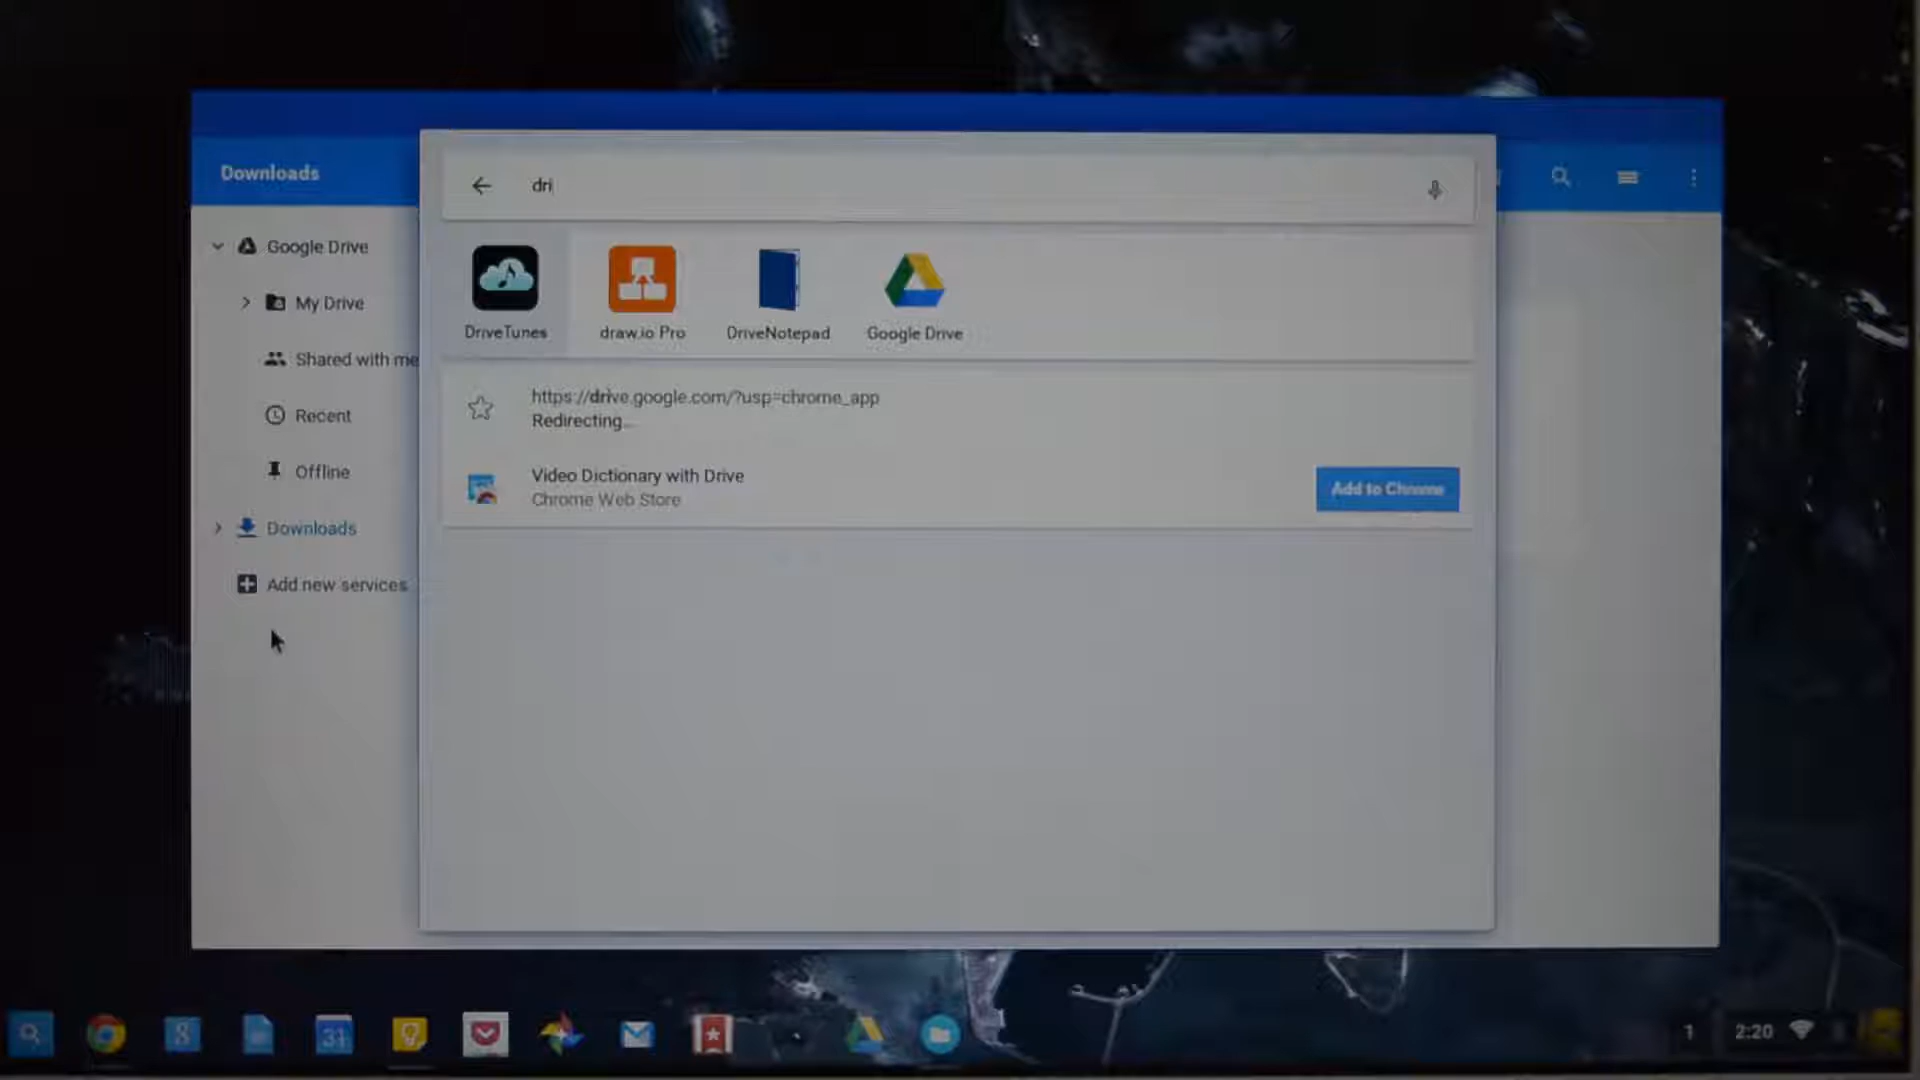 Downloads
dri
Google Drive
My Drive
Shared with me
Recent
Offline
Downloads
Add new services
DriveTunes
draw.io Pro
DriveNotepad
Google Drive
https://drive.google.com/?usp=chrome_app
Redirecting...
Video Dictionary with Drive
Chrome Web Store
Add to Chrome
8
31
1
2:20